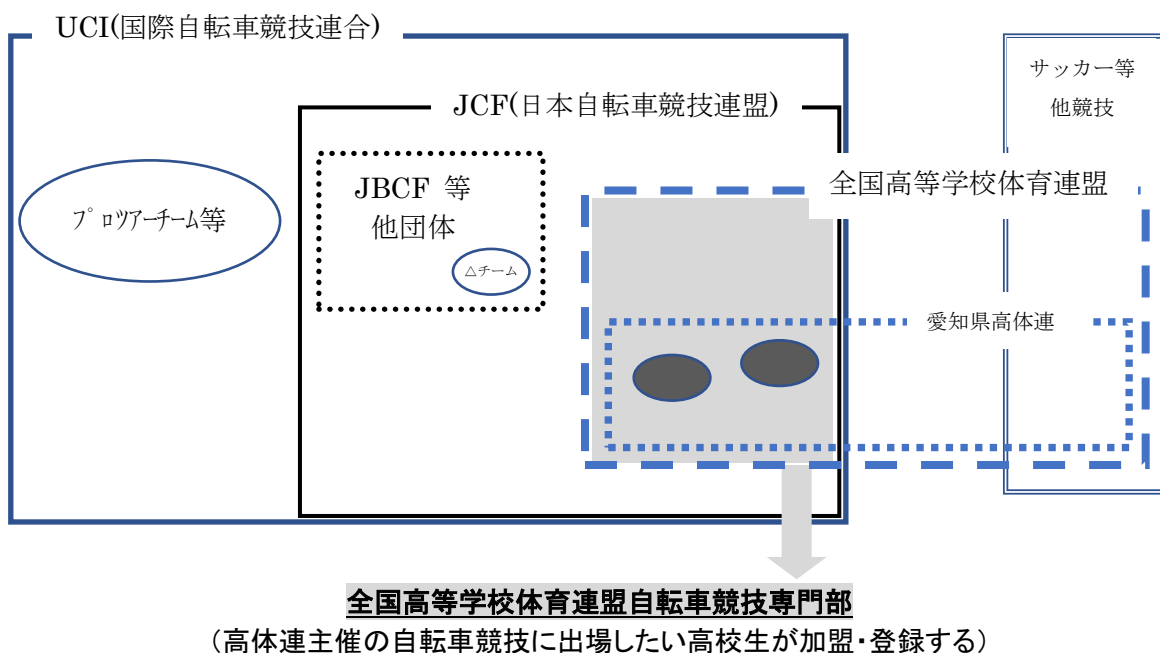 UCI(国際自転車競技連合)
サッカー等
他競技
JCF(日本自転車競技連盟)
JBCF 等
他団体
全国高等学校体育連盟
プロツアーチーム等
△チーム
愛知県高体連
全国高等学校体育連盟自転車競技専門部
(高体連主催の自転車競技に出場したい高校生が加盟・登録する)